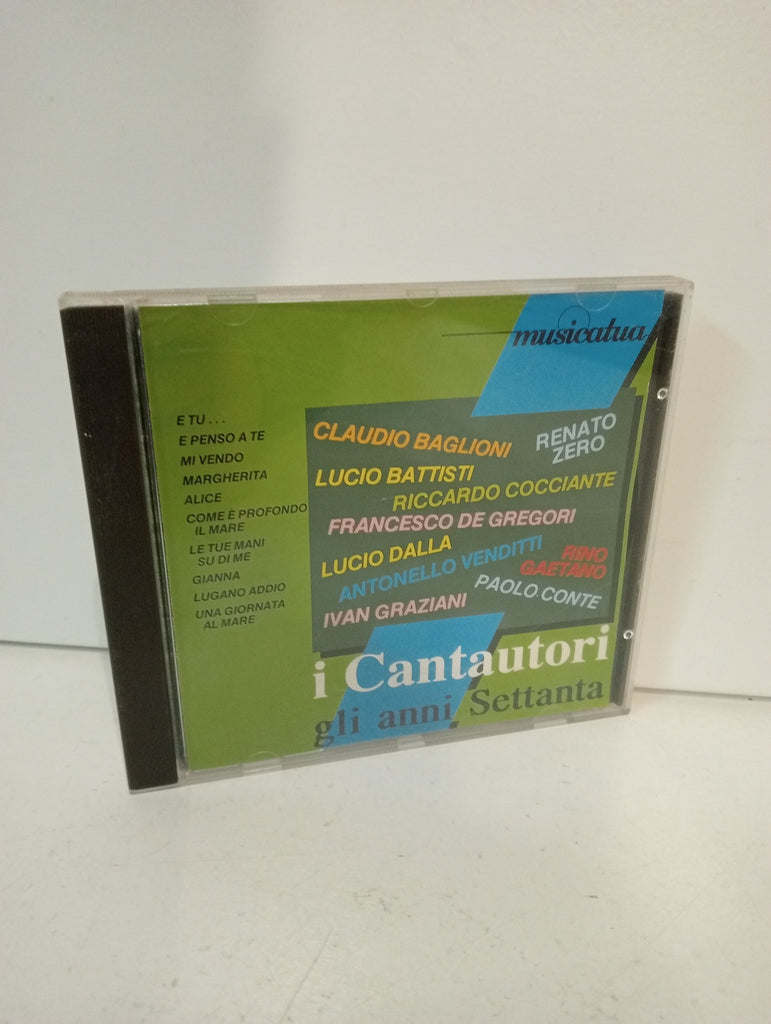 musicatua
E TU...
E PENSO A TE
MI VENDO
MARGHERITA
ALICE
COME È PROFONDO
IL MARE
LE TUE MANI
SU DI ME
GIANNA
LUGANO ADDIO
UNA GIORNATA
AL MARE
CLAUDIO BAGLIONI
RENATO
ZERO
LUCIO BATTISTI
RICCARDO COCCIANTE
FRANCESCO DE GREGORI
LUCIO DALLA
ANTONELLO VENDITTI
RINO
GAETANO
IVAN GRAZIANI
PAOLO CONTE
i Cantautori
gli anni Settanta